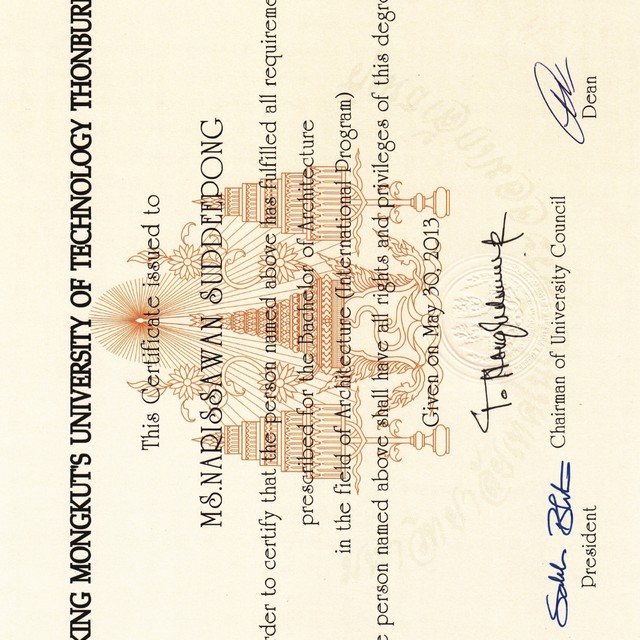 KING MONGKUT'S UNIVERSITY OF TECHNOLOGY THONBURI
This Certificate issued to
MS.NARISSAWAN SUDDEEPONG
order to certify that the person named above has fulfilled all requireme
prescribed for the Bachelor of Architecture
in the field of Architecture (International Program)
e person named above shall have all rights and privileges of this degre
Given on May 30, 2013
President
Chairman of University Council
Dean